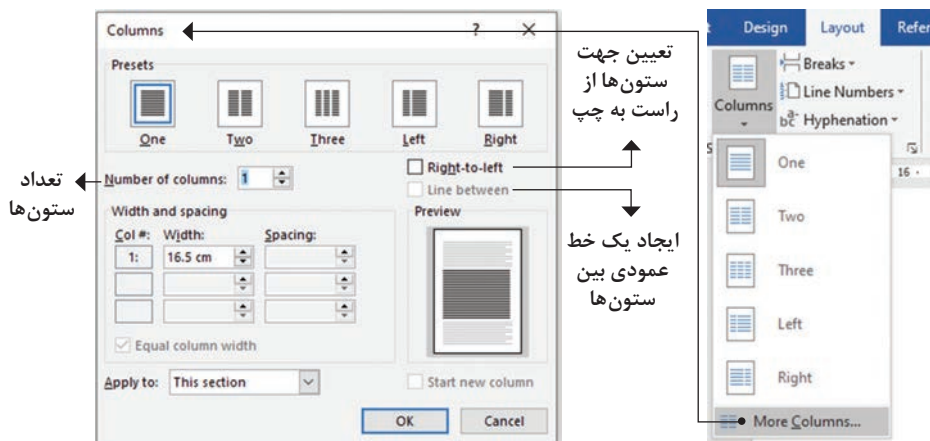 Columns ? ×
Presets
One Two Three Left Right
Number of columns: 1
Right-to-left
Line between
Width and spacing
Preview
Col #: Width: Spacing:
1: 16.5 cm
Equal column width
Apply to: This section
Start new column
OK Cancel
تعداد
ستون‌ها
تعیین جهت
ستون‌ها از
راست به چپ
ایجاد یک خط
عمودی بین
ستون‌ها
Design Layout Refer
Columns
Breaks
Line Numbers
Hyphenation
16
One
Two
Three
Left
Right
More Columns...